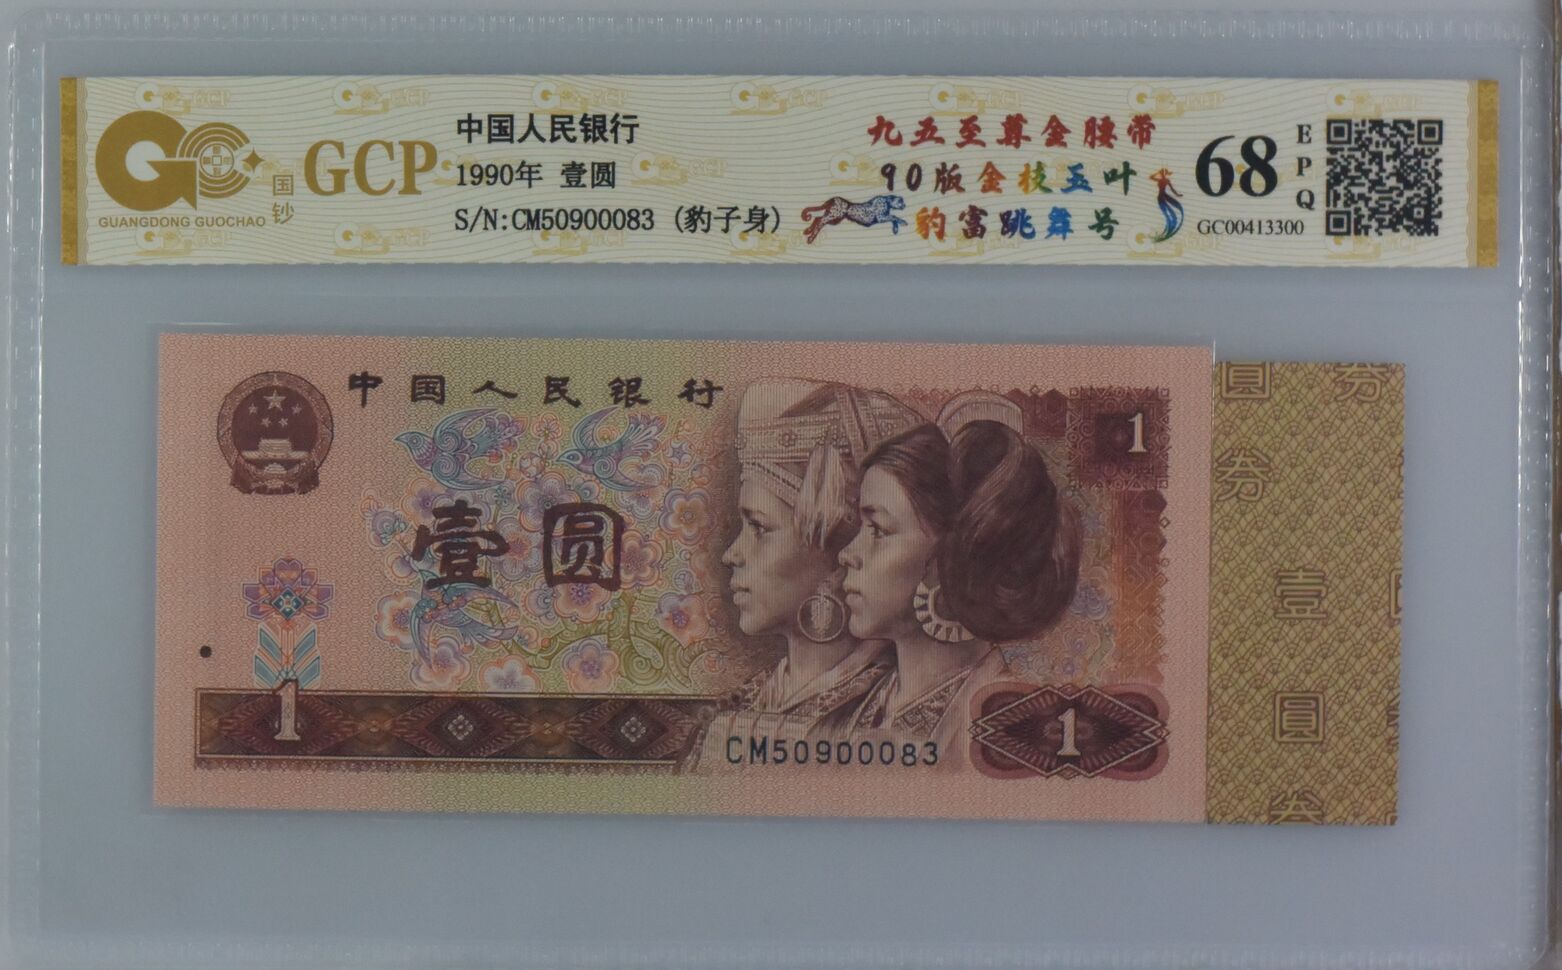 GCP
国钞
GUANGDONG GUOCHAO
中国人民银行
1990年 壹圆
S/N:CM50900083 (豹子身)
九五至尊金腰带
90版金枝玉叶
豹富跳舞号
68
EPQ
GC00413300
中国人民银行
1
壹圆
1
CM50900083
1
圆 券
券
壹
圓
券